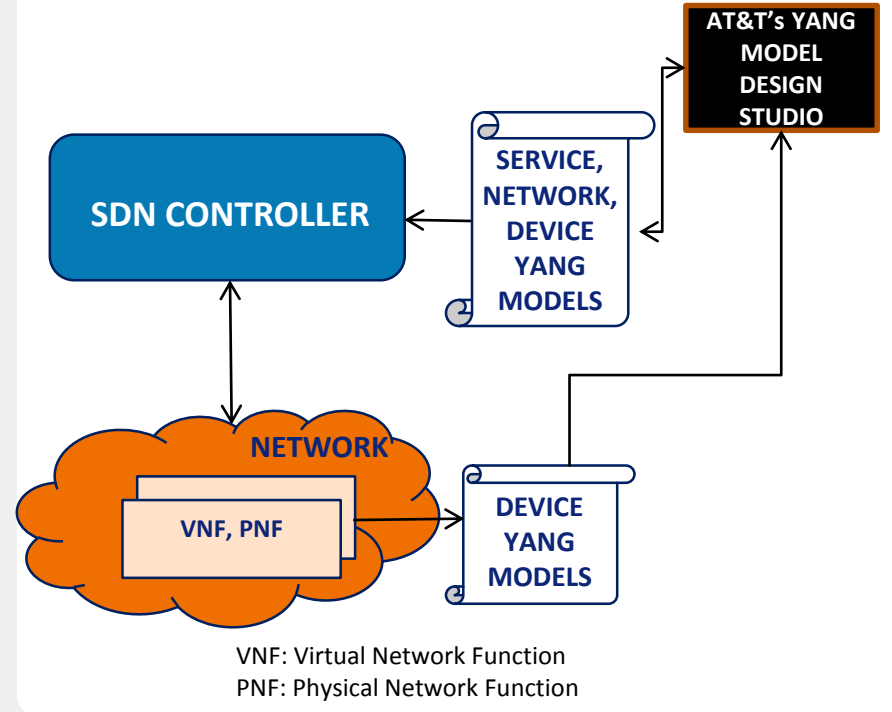 AT&T's YANG
MODEL
DESIGN
STUDIO
SERVICE,
NETWORK,
DEVICE
YANG
MODELS
SDN CONTROLLER
NETWORK
VNF, PNF
DEVICE
YANG
MODELS
VNF: Virtual Network Function
PNF: Physical Network Function